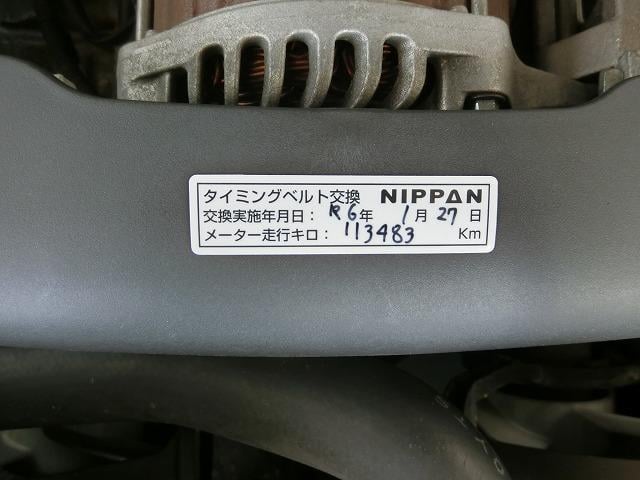 タイミングベルト交換 NIPPAN
交換実施年月日： R6年 1月 27日
メーター走行キロ： 113483 Km